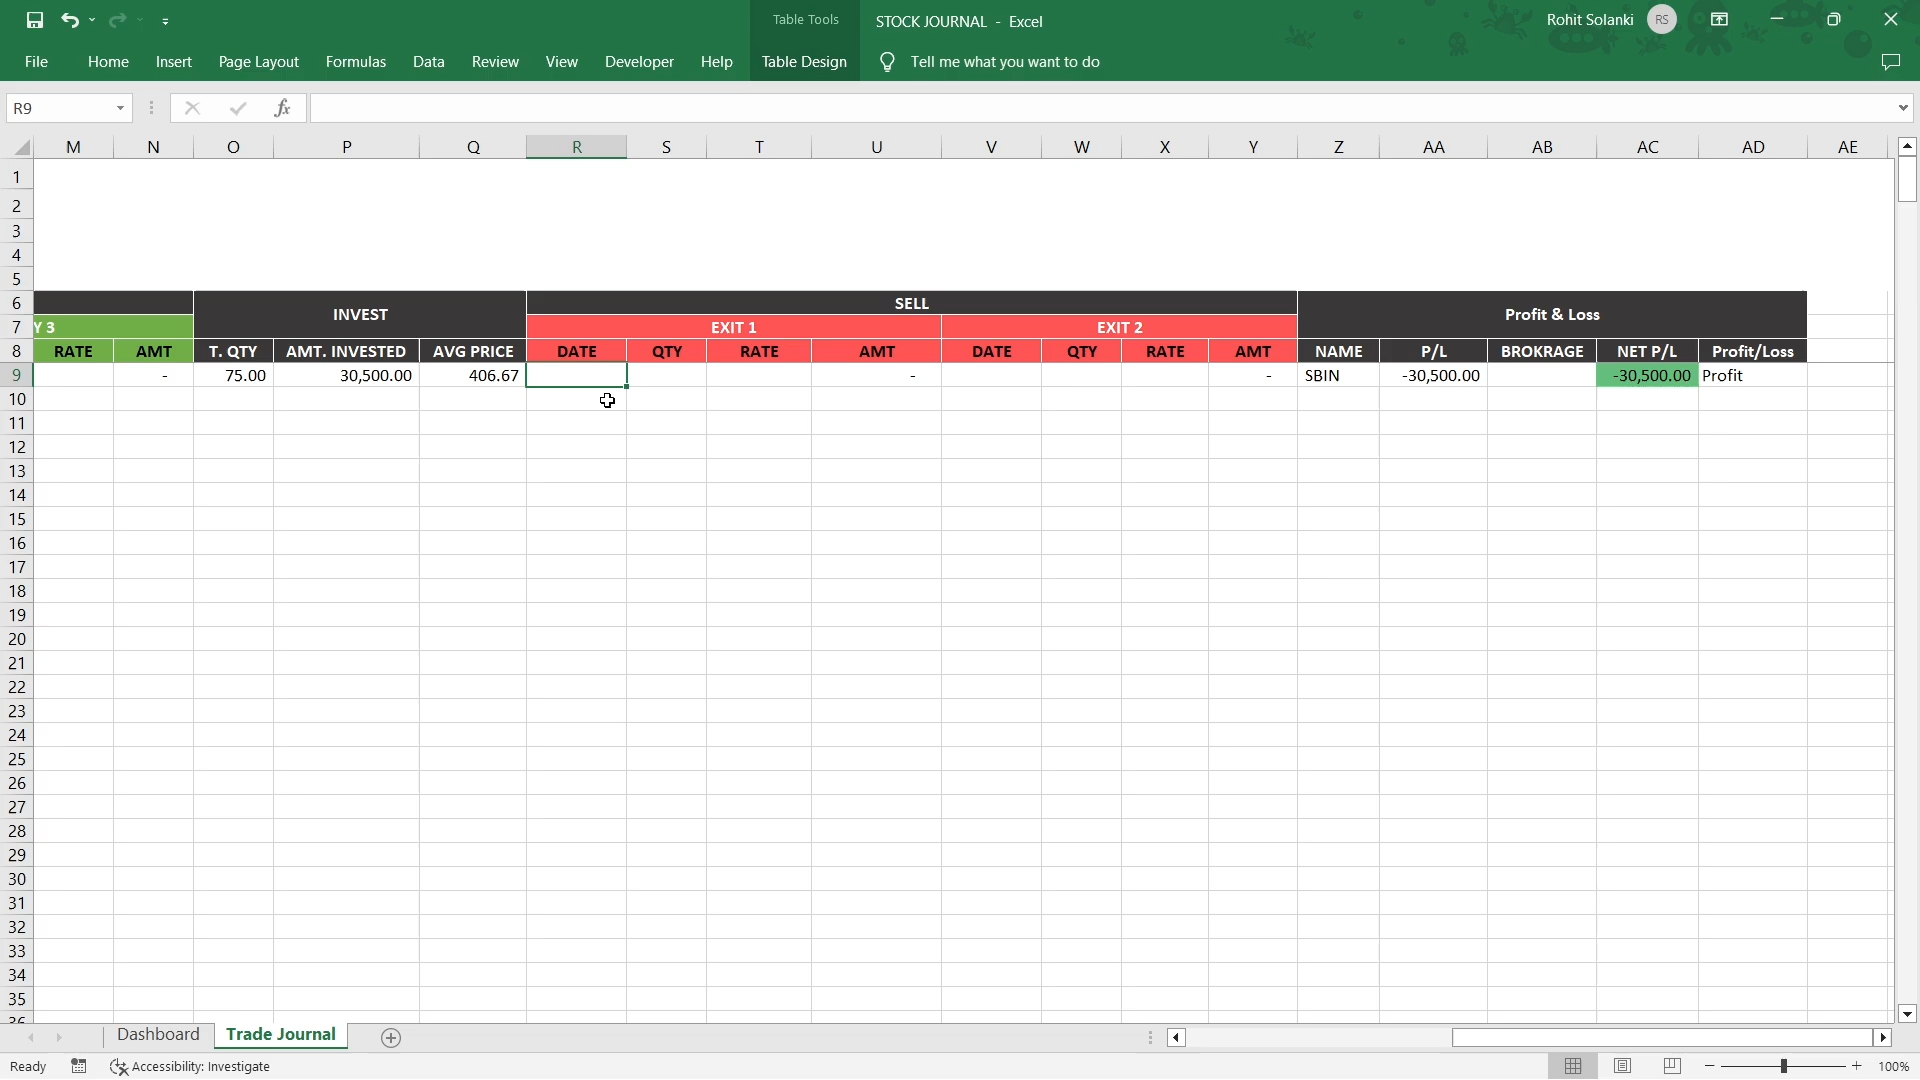 Table Tools
STOCK JOURNAL - Excel
Rohit Solanki RS
File Home Insert Page Layout Formulas Data Review View Developer Help Table Design Tell me what you want to do
R9 fx
M N O P Q R S T U V W X Y Z AA AB AC AD AE
1
2
3
4
5
6 SELL
INVEST Profit & Loss
7 Y 3 EXIT 1 EXIT 2
8 RATE AMT T. QTY AMT. INVESTED AVG PRICE DATE QTY RATE AMT DATE QTY RATE AMT NAME P/L BROKRAGE NET P/L Profit/Loss
9 - 75.00 30,500.00 406.67 - - SBIN -30,500.00 -30,500.00 Profit
10
11
12
13
14
15
16
17
18
19
20
21
22
23
24
25
26
27
28
29
30
31
32
33
34
35
36
Dashboard Trade Journal
Ready Accessibility: Investigate 100%